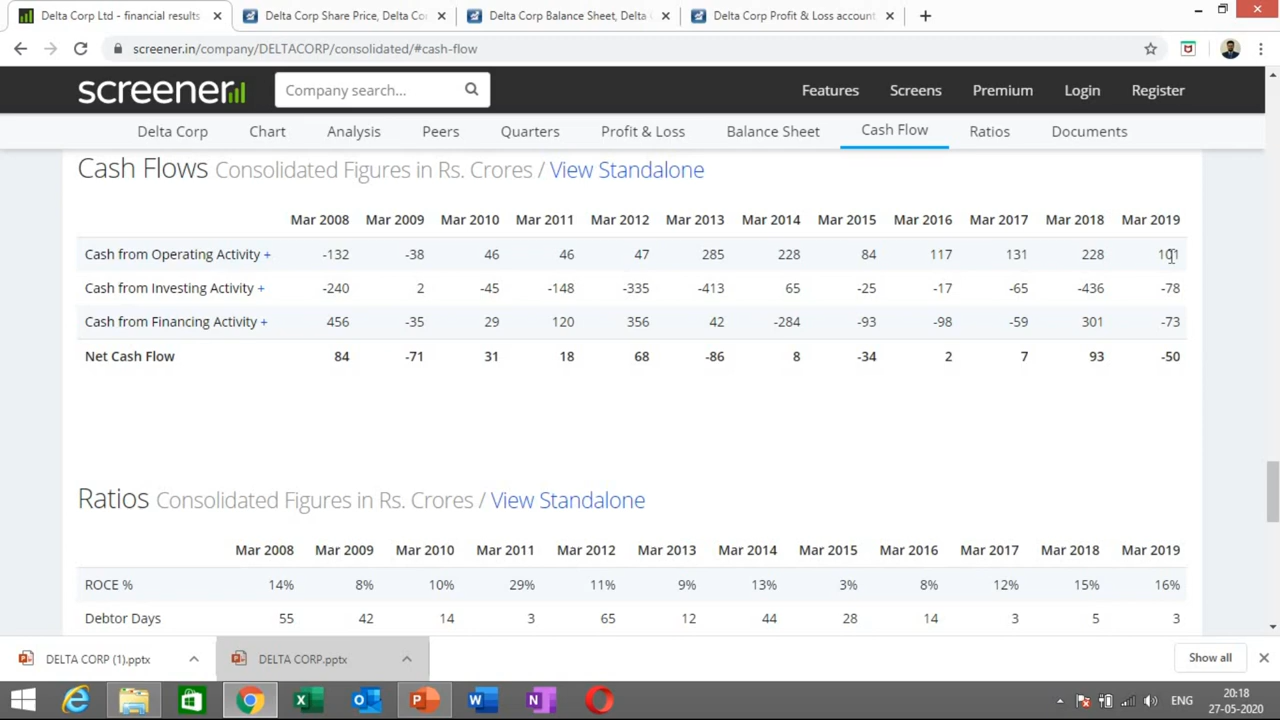 Delta Corp Ltd - financial results
Delta Corp Share Price, Delta Co
Delta Corp Balance Sheet, Delta
Delta Corp Profit & Loss account
screener.in/company/DELTACORP/consolidated/#cash-flow
screener Company search... Features Screens Premium Login Register
Delta Corp Chart Analysis Peers Quarters Profit & Loss Balance Sheet Cash Flow Ratios Documents
Cash Flows Consolidated Figures in Rs. Crores / View Standalone
Mar 2008 Mar 2009 Mar 2010 Mar 2011 Mar 2012 Mar 2013 Mar 2014 Mar 2015 Mar 2016 Mar 2017 Mar 2018 Mar 2019
Cash from Operating Activity + -132 -38 46 46 47 285 228 84 117 131 228 101
Cash from Investing Activity + -240 2 -45 -148 -335 -413 65 -25 -17 -65 -436 -78
Cash from Financing Activity + 456 -35 29 120 356 42 -284 -93 -98 -59 301 -73
Net Cash Flow 84 -71 31 18 68 -86 8 -34 2 7 93 -50
Ratios Consolidated Figures in Rs. Crores / View Standalone
Mar 2008 Mar 2009 Mar 2010 Mar 2011 Mar 2012 Mar 2013 Mar 2014 Mar 2015 Mar 2016 Mar 2017 Mar 2018 Mar 2019
ROCE % 14% 8% 10% 29% 11% 9% 13% 3% 8% 12% 15% 16%
Debtor Days 55 42 14 3 65 12 44 28 14 3 5 3
DELTA CORP (1).pptx DELTA CORP.pptx Show all
ENG
20:18
27-05-2020